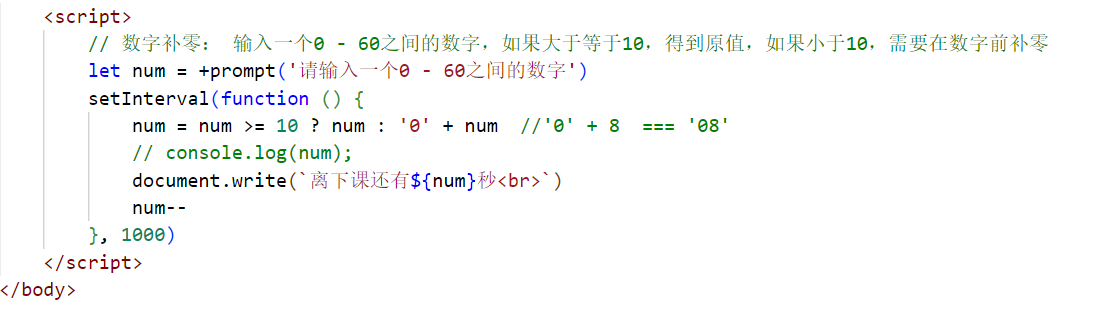 <script>
// 数字补零： 输入一个0 - 60之间的数字，如果大于等于10，得到原值，如果小于10，需要在数字前补零
let num = +prompt('请输入一个0 - 60之间的数字')
setInterval(function () {
num = num >= 10 ? num : '0' + num  //'0' + 8  === '08'
// console.log(num);
document.write(`离下课还有${num}秒<br>`)
num--
}, 1000)
</script>
</body>